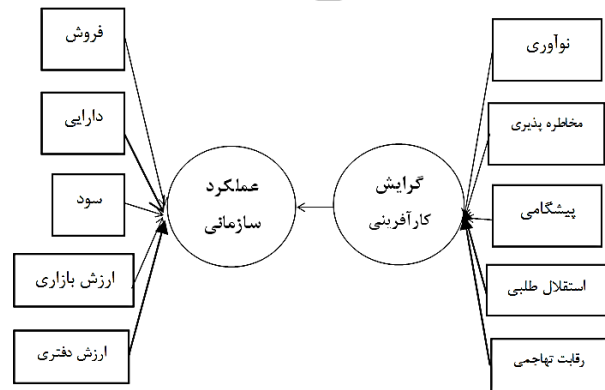 نوآوری
مخاطره پذیری
پیشگامی
استقلال طلبی
رقابت تهاجمی
گرایش
کارآفرینی
عملکرد
سازمانی
فروش
دارایی
سود
ارزش بازاری
ارزش دفتری